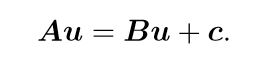 Au = Bu + c.